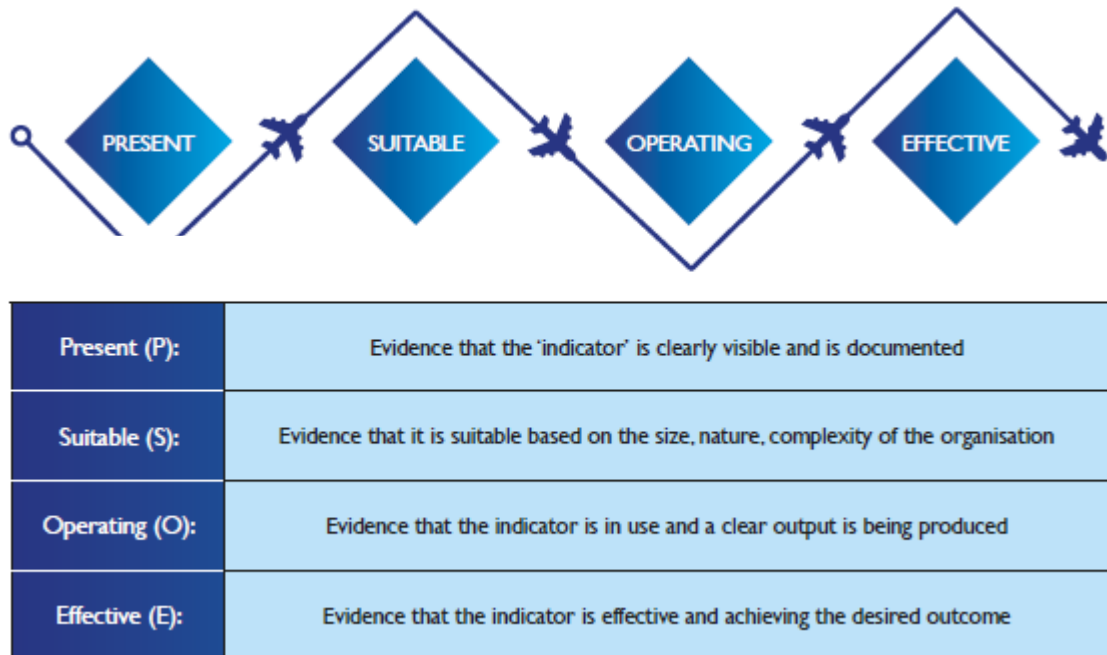 PRESENT
SUITABLE
OPERATING
EFFECTIVE
Present (P):
Evidence that the ‘indicator’ is clearly visible and is documented
Suitable (S):
Evidence that it is suitable based on the size, nature, complexity of the organisation
Operating (O):
Evidence that the indicator is in use and a clear output is being produced
Effective (E):
Evidence that the indicator is effective and achieving the desired outcome